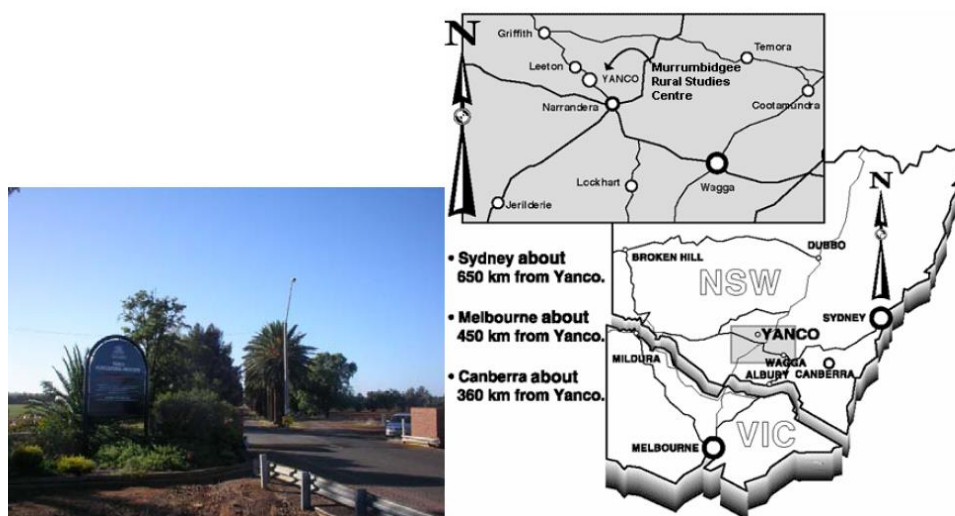 N
Griffith
Temora
Leeton
YANCO
Murrumbidgee
Rural Studies
Centre
Narrandera
Cootamundra
Lockhart
Wagga
Jerilderie
N
DUBBO
BROKEN HILL
NSW
• Sydney about
650 km from Yanco.
SYDNEY
• Melbourne about
450 km from Yanco.
YANCO
MILDURA
WAGGA
ALBURY CANBERRA
• Canberra about
360 km from Yanco.
VIC
MELBOURNE